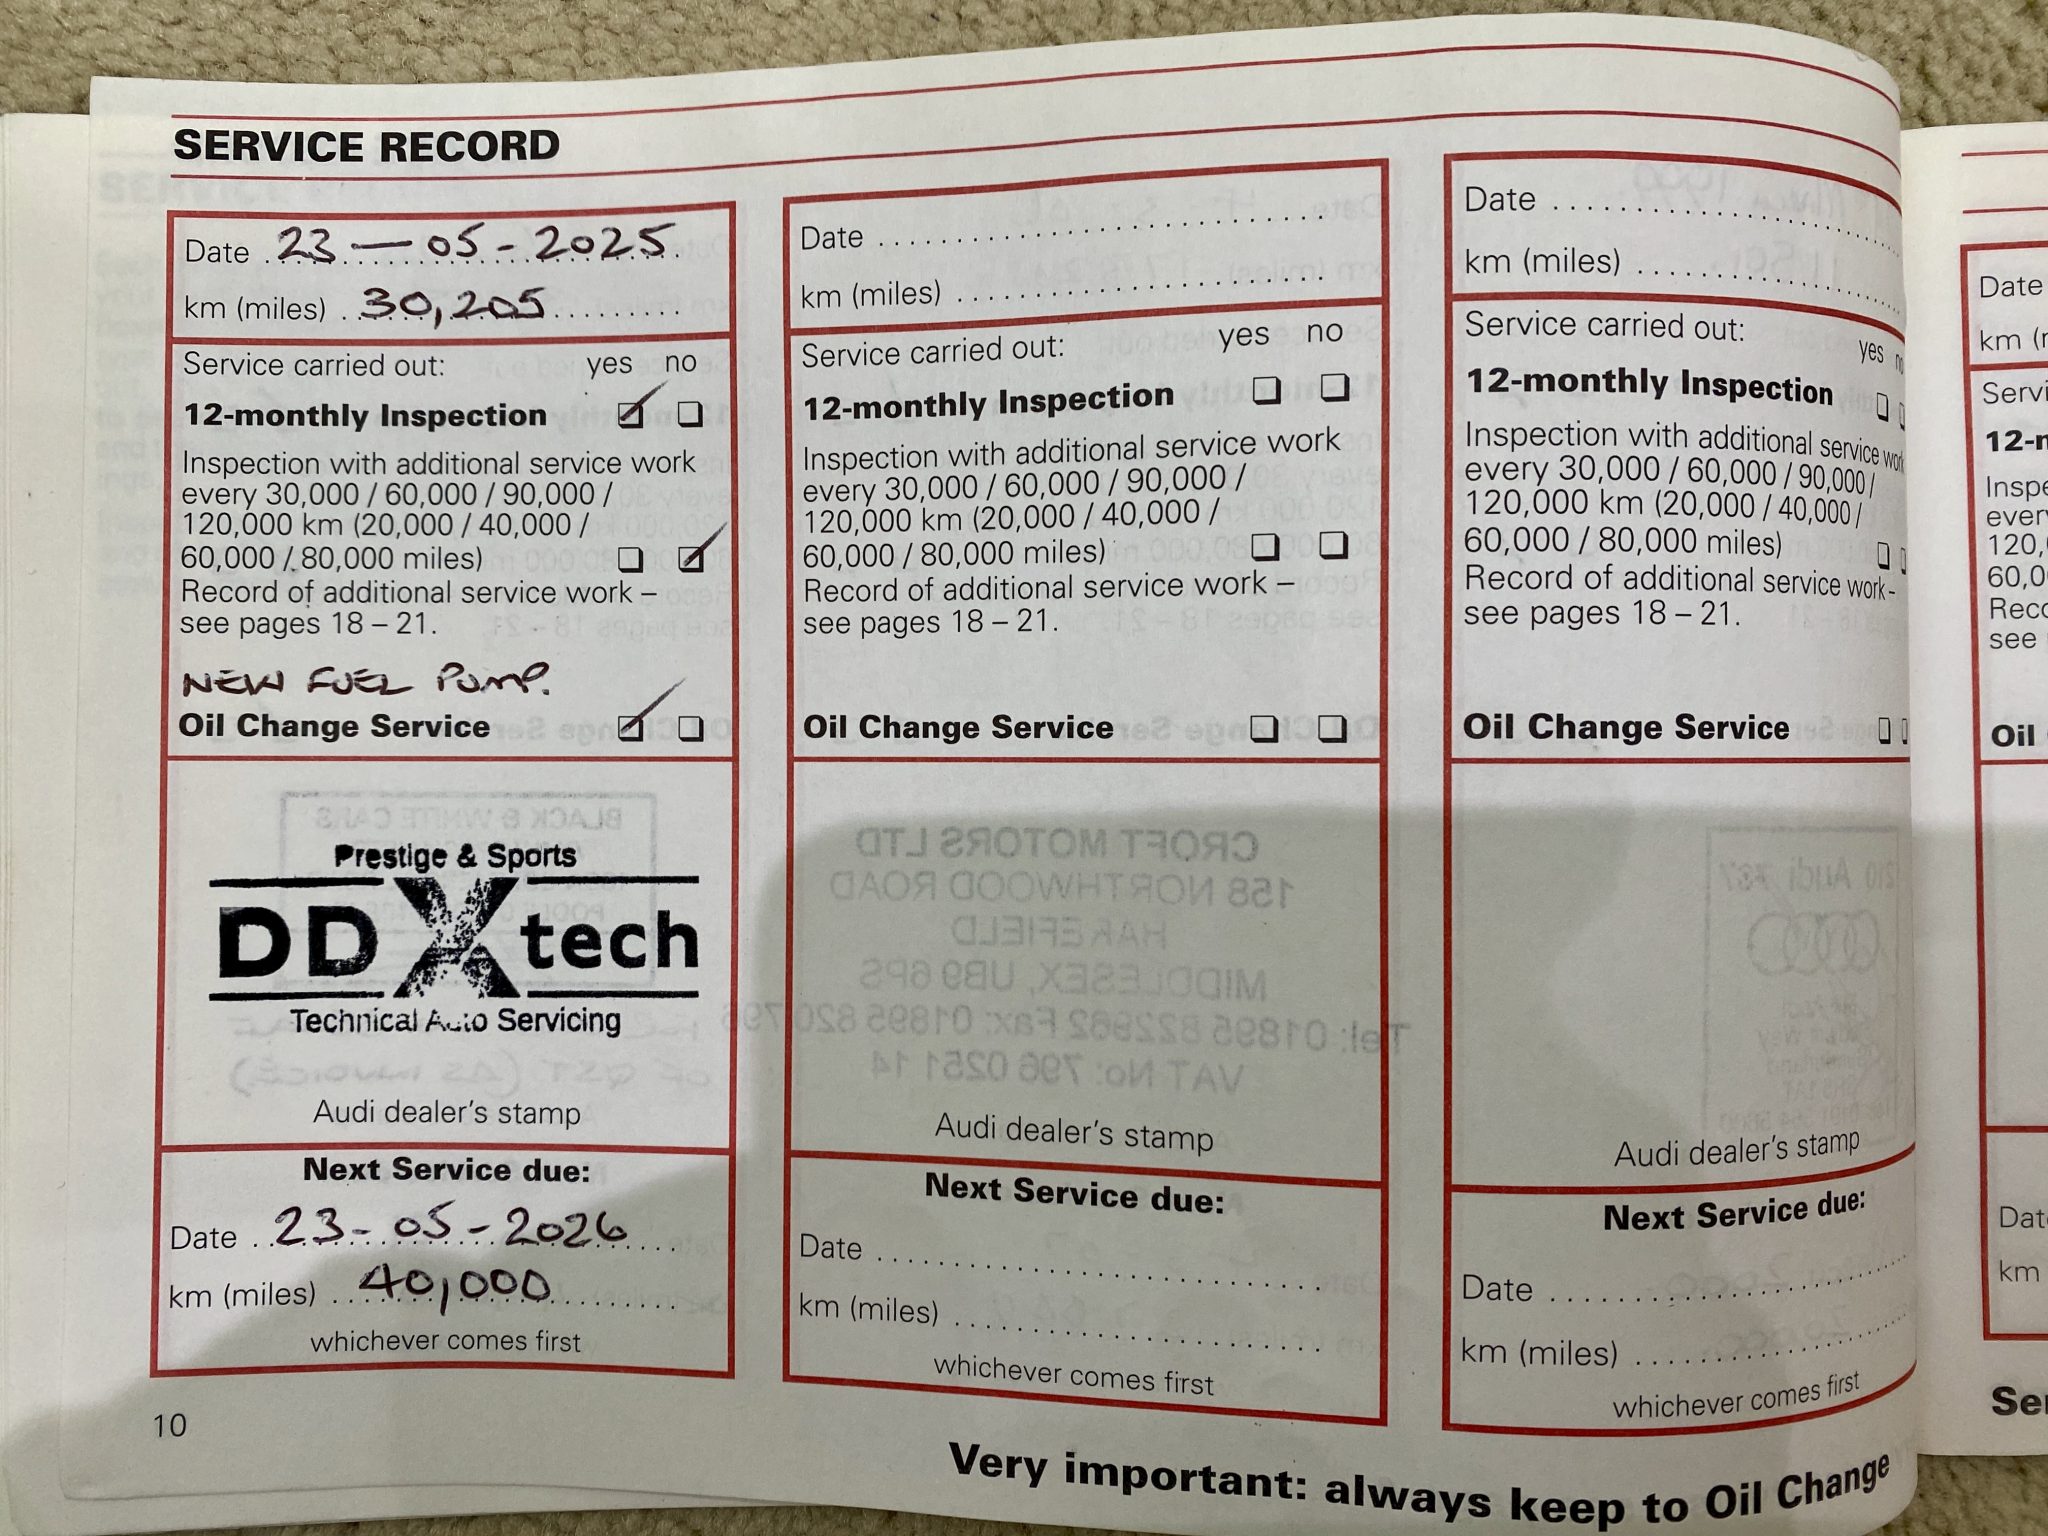 SERVICE RECORD
Date 23-05-2025
km (miles) 30,205
Service carried out: yes no
12-monthly Inspection
Inspection with additional service work
every 30,000 / 60,000 / 90,000 /
120,000 km (20,000 / 40,000 /
60,000 / 80,000 miles)
Record of additional service work –
see pages 18 – 21.
NEW FUEL PUMP.
Oil Change Service
Prestige & Sports
DDXtech
Technical Auto Servicing
Audi dealer's stamp
Next Service due:
Date 23-05-2026
km (miles) 40,000
whichever comes first
10
Date
km (miles)
Service carried out: yes no
12-monthly Inspection
Inspection with additional service work
every 30,000 / 60,000 / 90,000 /
120,000 km (20,000 / 40,000 /
60,000 / 80,000 miles)
Record of additional service work –
see pages 18 – 21.
Oil Change Service
CROFT MOTORS LTD
158 NORTHWOOD ROAD
HAREFIELD
MIDDLESEX, UB9 6PS
Tel: 01895 822982 Fax: 01895 820 796
VAT No: 796 0251 14
Audi dealer's stamp
Next Service due:
Date
km (miles)
whichever comes first
Date
km (miles)
Service carried out: yes
12-monthly Inspection
Inspection with additional service work
every 30,000 / 60,000 / 90,000 /
120,000 km (20,000 / 40,000 /
60,000 / 80,000 miles)
Record of additional service work -
see pages 18 – 21.
Oil Change Service
Audi dealer's stamp
Next Service due:
Date
km (miles)
whichever comes first
Very important: always keep to Oil Change
Date
km
see
Oil
km